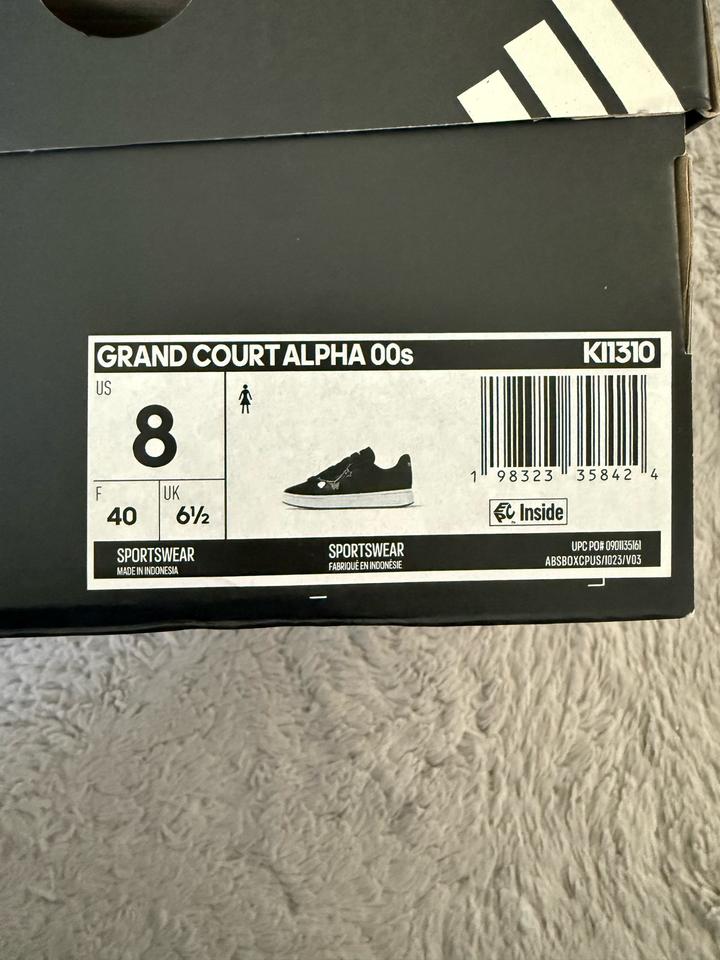 GRAND COURT ALPHA 00s KI1310
US
8
F
40
UK
6½
1 98323 35842 4
Inside
SPORTSWEAR
MADE IN INDONESIA
SPORTSWEAR
FABRIQUÉ EN INDONÉSIE
UPC PO# 0901135161
ABSBOXCPUS/1023/V03